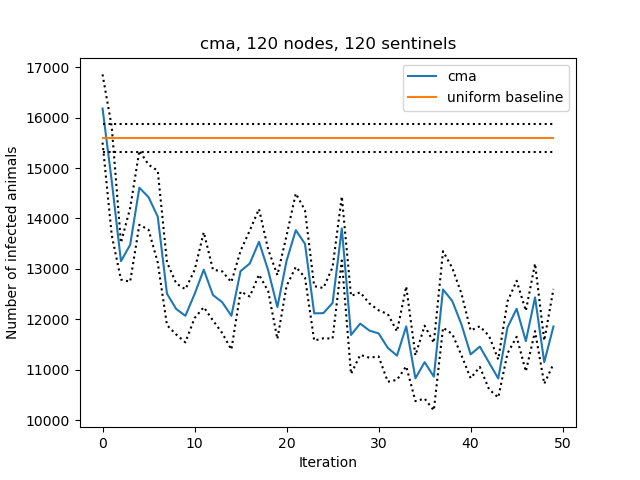 cma, 120 nodes, 120 sentinels
17000
16000
15000
14000
13000
12000
11000
10000
Number of infected animals
cma
uniform baseline
0 10 20 30 40 50
Iteration